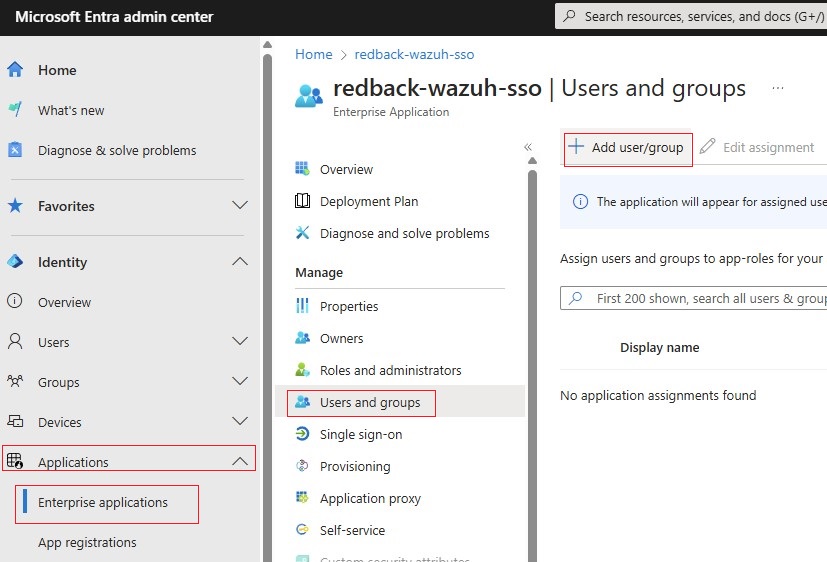 Microsoft Entra admin center
Search resources, services, and docs (G+/)
Home
What's new
Diagnose & solve problems
Favorites
Identity
Overview
Users
Groups
Devices
Applications
Enterprise applications
App registrations
Home > redback-wazuh-sso
redback-wazuh-sso | Users and groups ...
Enterprise Application
Overview
Deployment Plan
Diagnose and solve problems
Manage
Properties
Owners
Roles and administrators
Users and groups
Single sign-on
Provisioning
Application proxy
Self-service
Custom security attributes
Add user/group
Edit assignment
The application will appear for assigned use
Assign users and groups to app-roles for your
First 200 shown, search all users & group
Display name
No application assignments found